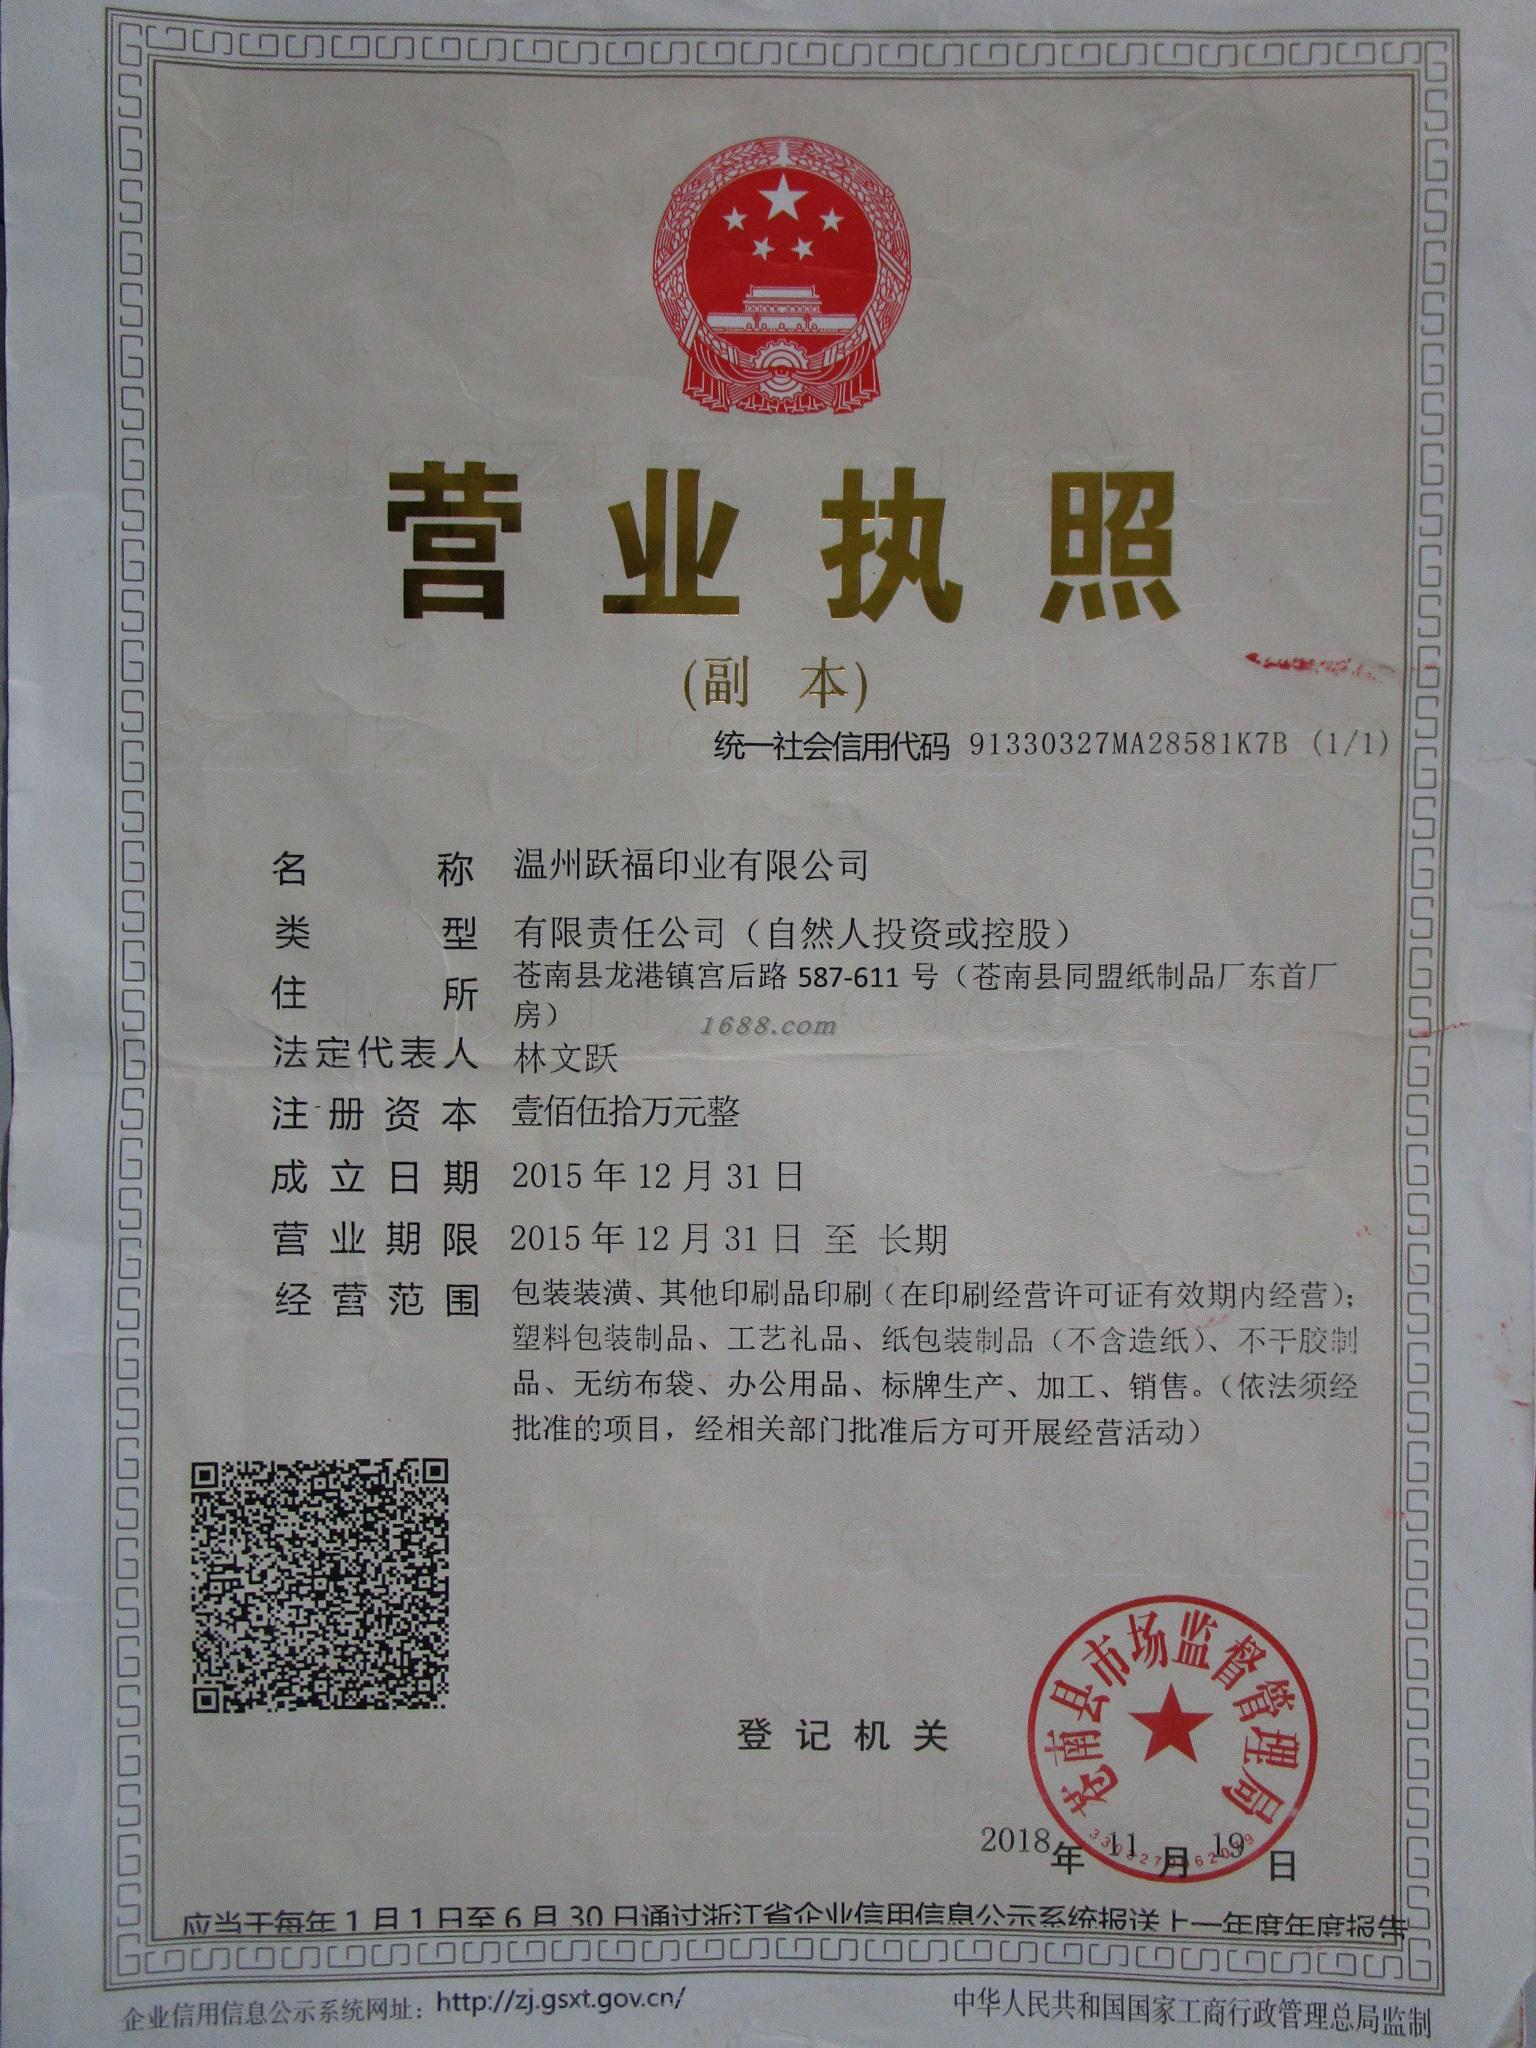 营业执照
(副 本)
统一社会信用代码 91330327MA28581K7B (1/1)
名称 温州跃福印业有限公司
类型 有限责任公司（自然人投资或控股）
住所 苍南县龙港镇宫后路 587-611 号（苍南县同盟纸制品厂东首厂
房）
1688.com
法定代表人 林文跃
注册资本 壹佰伍拾万元整
成立日期 2015 年 12 月 31 日
营业期限 2015 年 12 月 31 日 至 长期
经营范围 包装装潢、其他印刷品印刷（在印刷经营许可证有效期内经营）；
塑料包装制品、工艺礼品、纸包装制品（不含造纸）、不干胶制
品、无纺布袋、办公用品、标牌生产、加工、销售。（依法须经
批准的项目，经相关部门批准后方可开展经营活动）
登记机关
苍南县市场监督管理局
2018 年 11 月 19 日
应当于每年 1 月 1 日至 6 月 30 日通过浙江省企业信用信息公示系统报送上一年度年度报告
企业信用信息公示系统网址：http://zj.gsxt.gov.cn/
中华人民共和国国家工商行政管理总局监制